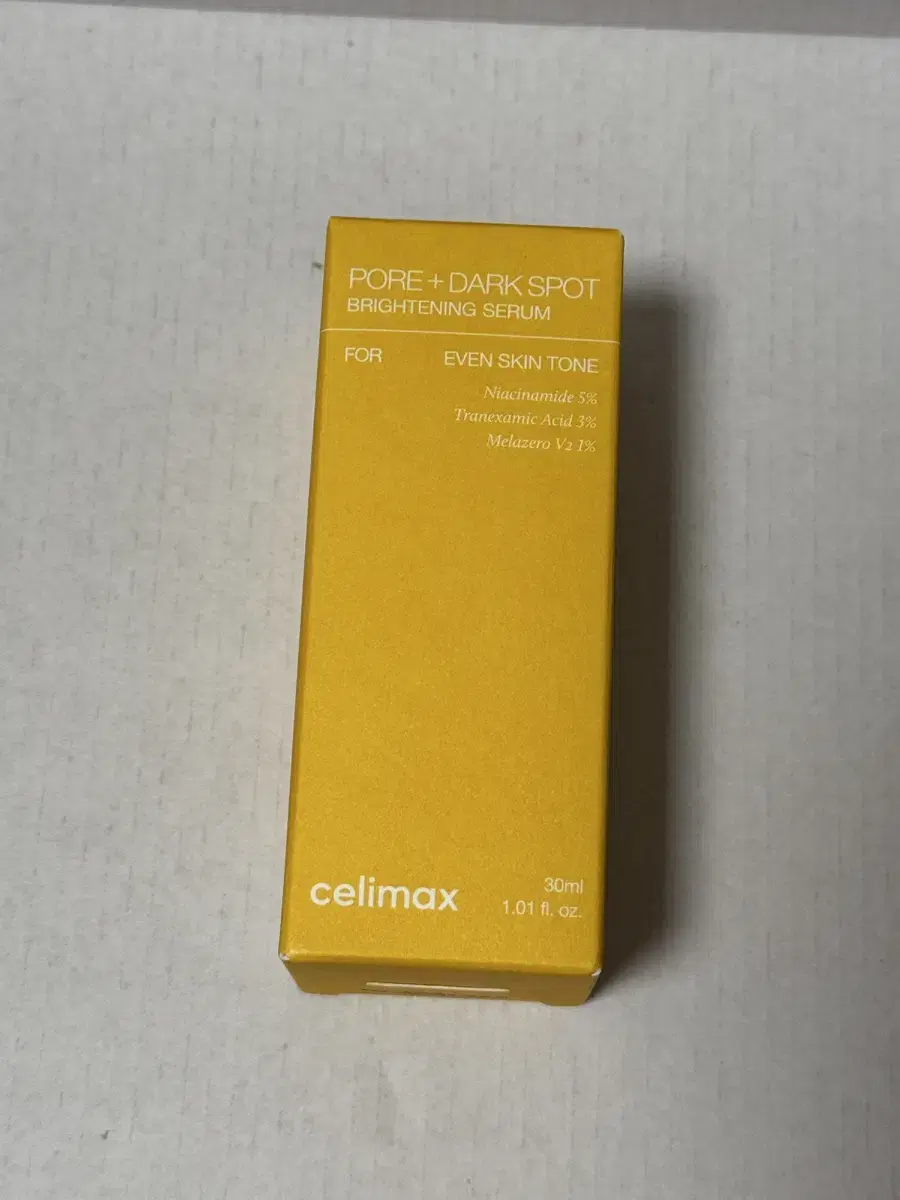 PORE + DARK SPOT
BRIGHTENING SERUM
FOR EVEN SKIN TONE
Niacinamide 5%
Tranexamic Acid 3%
Melazero V2 1%
celimax
30ml
1.01 fl. oz.